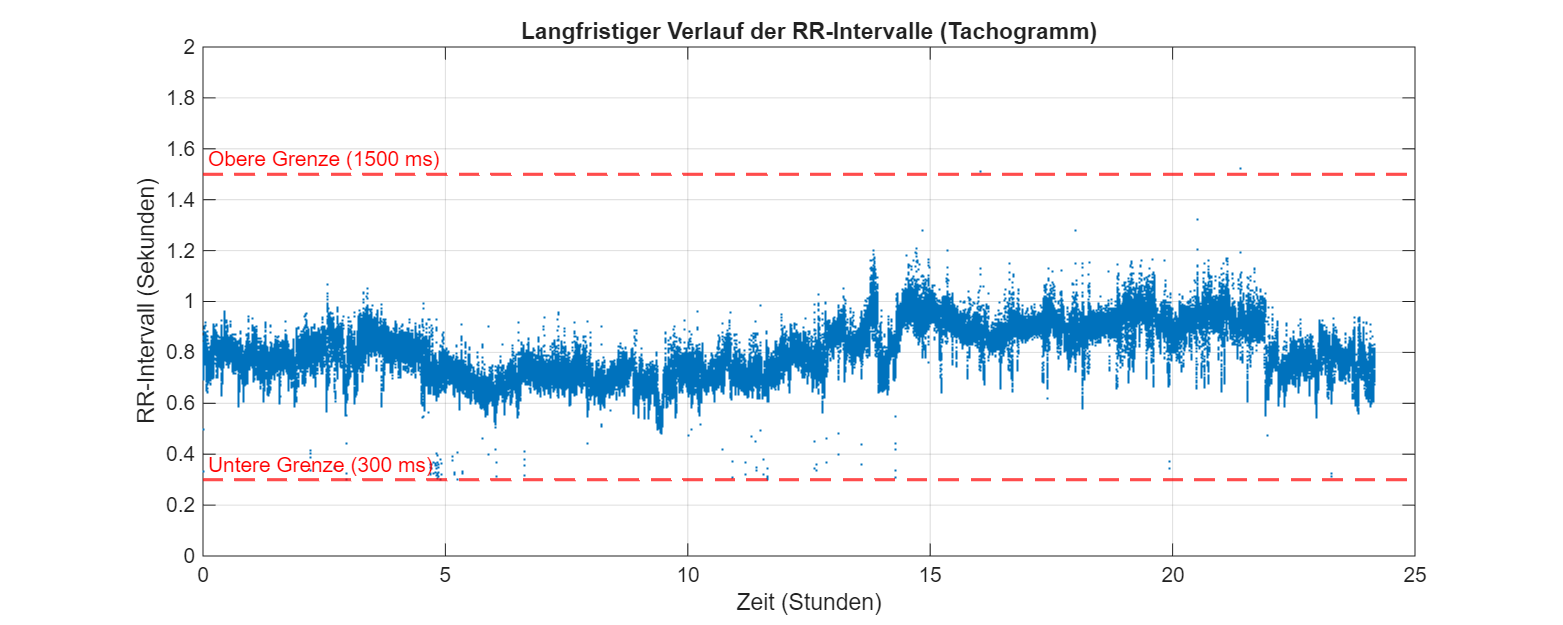 Langfristiger Verlauf der RR-Intervalle (Tachogramm)
2
1.8
1.6
Obere Grenze (1500 ms)
1.4
1.2
1
0.8
0.6
0.4
Untere Grenze (300 ms)
0.2
0
RR-Intervall (Sekunden)
0 5 10 15 20 25
Zeit (Stunden)